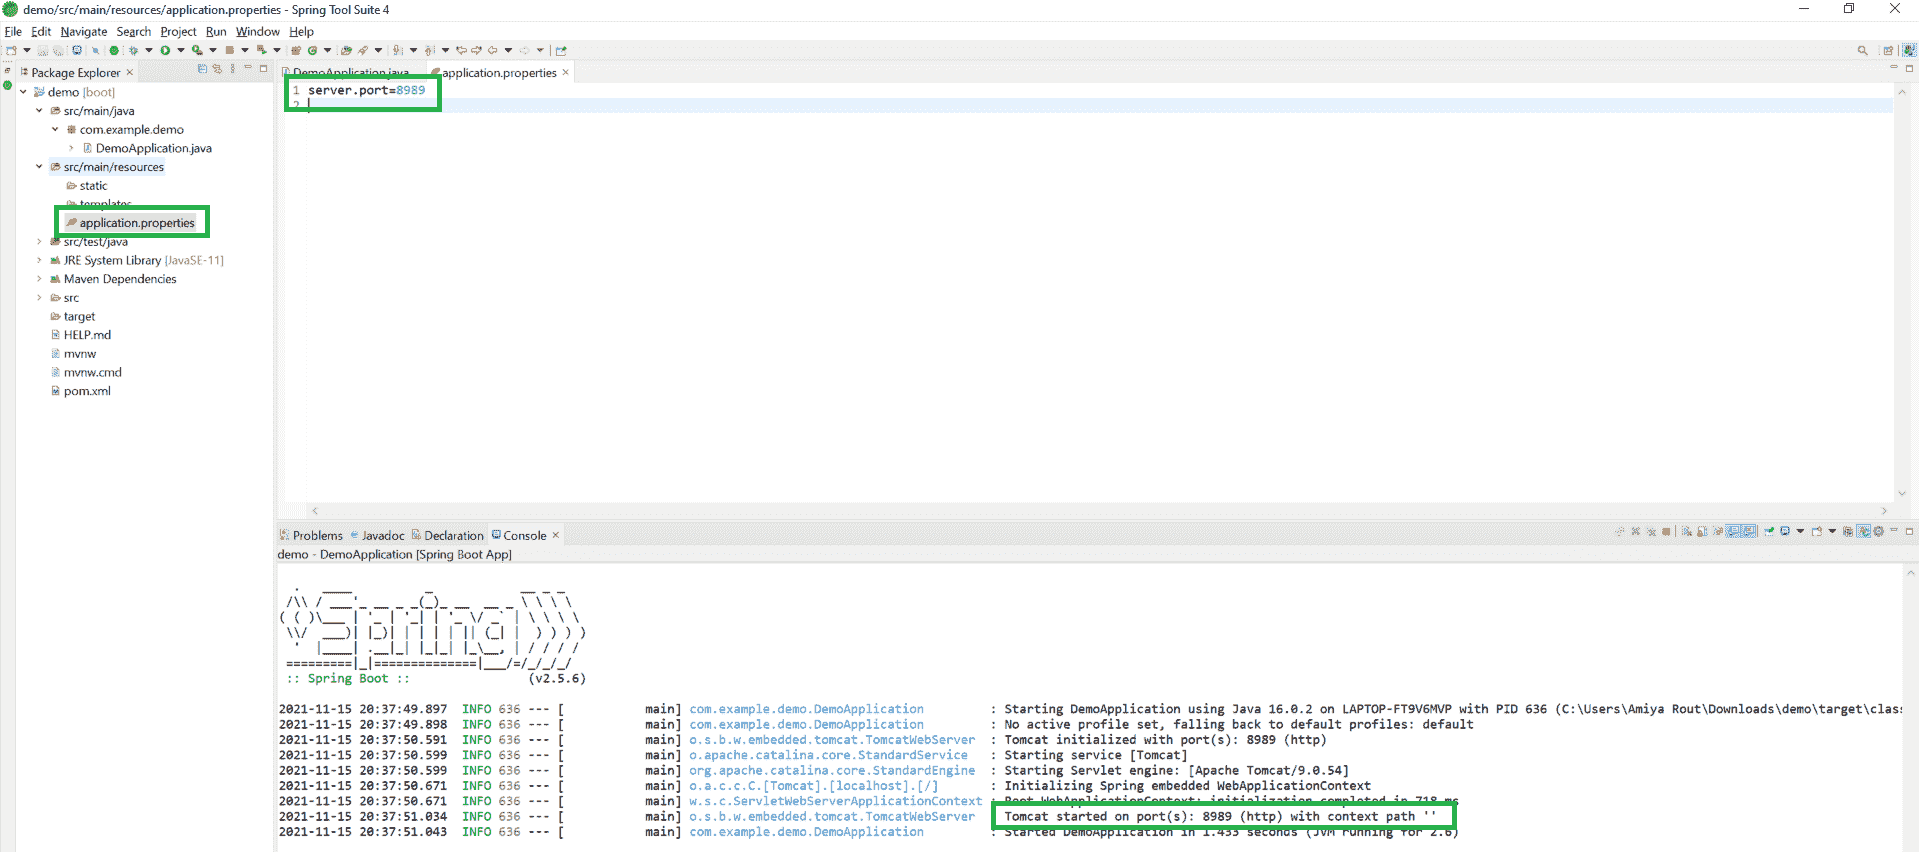 demo/src/main/resources/application.properties - Spring Tool Suite 4
File Edit Navigate Search Project Run Window Help
Package Explorer
DemoApplication.java
application.properties
demo [boot]
src/main/java
com.example.demo
DemoApplication.java
src/main/resources
static
templates
application.properties
src/test/java
JRE System Library [JavaSE-11]
Maven Dependencies
src
target
HELP.md
mvnw
mvnw.cmd
pom.xml
1 server.port=8989
2
Problems Javadoc Declaration Console
demo - DemoApplication [Spring Boot App]
Spring
:: Spring Boot :: (v2.5.6)
2021-11-15 20:37:49.897 INFO 636 --- [ main] com.example.demo.DemoApplication : Starting DemoApplication using Java 16.0.2 on LAPTOP-FT9V6MVP with PID 636 (C:\Users\Amiya Rout\Downloads\demo\target\class
2021-11-15 20:37:49.898 INFO 636 --- [ main] com.example.demo.DemoApplication : No active profile set, falling back to default profiles: default
2021-11-15 20:37:50.591 INFO 636 --- [ main] o.s.b.w.embedded.tomcat.TomcatWebServer : Tomcat initialized with port(s): 8989 (http)
2021-11-15 20:37:50.599 INFO 636 --- [ main] o.apache.catalina.core.StandardService : Starting service [Tomcat]
2021-11-15 20:37:50.599 INFO 636 --- [ main] org.apache.catalina.core.StandardEngine : Starting Servlet engine: [Apache Tomcat/9.0.54]
2021-11-15 20:37:50.671 INFO 636 --- [ main] o.a.c.c.C.[Tomcat].[localhost].[/] : Initializing Spring embedded WebApplicationContext
2021-11-15 20:37:50.671 INFO 636 --- [ main] w.s.c.ServletWebServerApplicationContext : Root WebApplicationContext: initialization completed in 718 ms
2021-11-15 20:37:51.034 INFO 636 --- [ main] o.s.b.w.embedded.tomcat.TomcatWebServer Tomcat started on port(s): 8989 (http) with context path ''
2021-11-15 20:37:51.043 INFO 636 --- [ main] com.example.demo.DemoApplication : Started DemoApplication in 1.433 seconds (JVM running for 2.6)